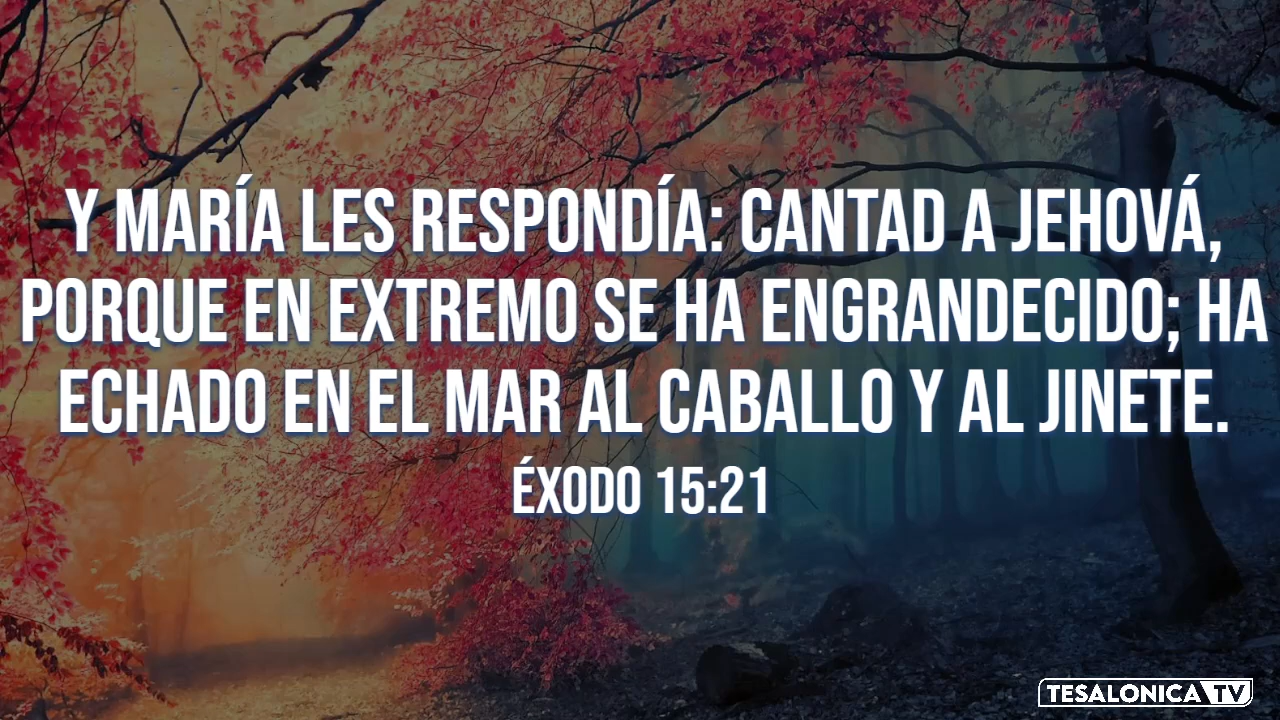 Y MARÍA LES RESPONDÍA: CANTAD A JEHOVÁ,
PORQUE EN EXTREMO SE HA ENGRANDECIDO; HA
ECHADO EN EL MAR AL CABALLO Y AL JINETE.
ÉXODO 15:21
TESALONICA TV